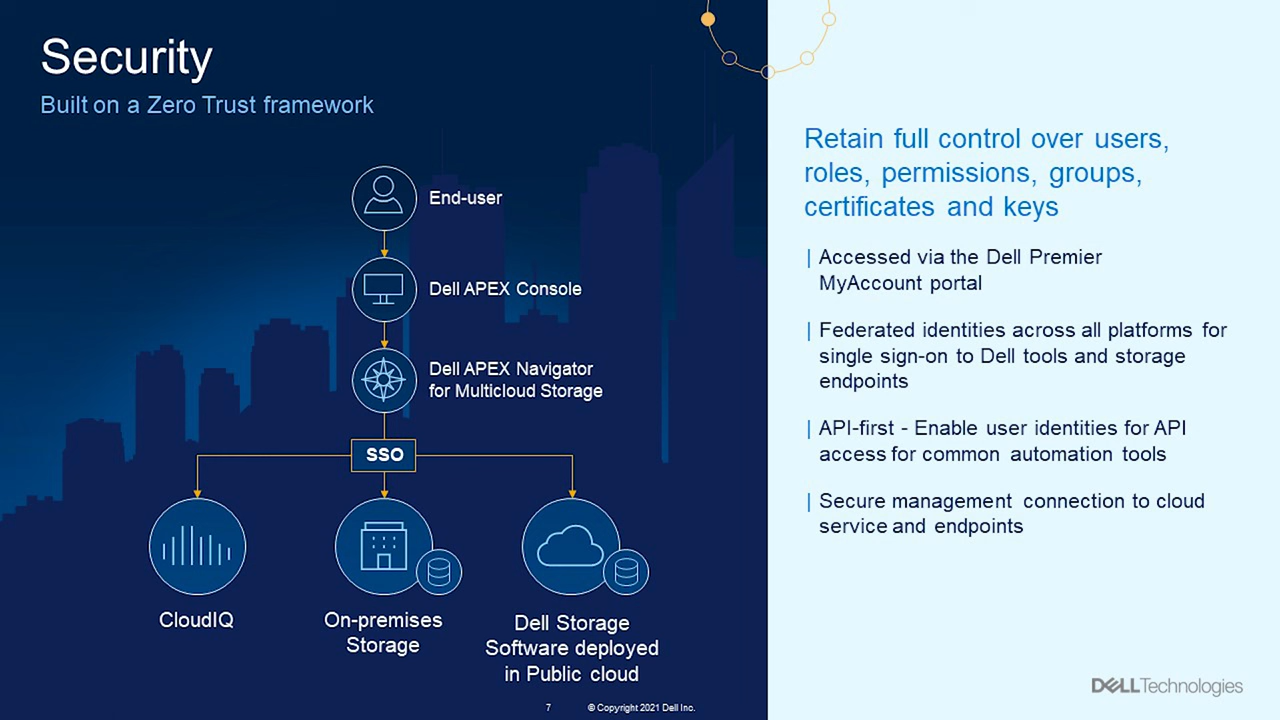 Security
Built on a Zero Trust framework
End-user
Dell APEX Console
Dell APEX Navigator
for Multicloud Storage
SSO
CloudIQ
On-premises
Storage
Dell Storage
Software deployed
in Public cloud
7
© Copyright 2021 Dell Inc.
Retain full control over users,
roles, permissions, groups,
certificates and keys
| Accessed via the Dell Premier
MyAccount portal
| Federated identities across all platforms for
single sign-on to Dell tools and storage
endpoints
| API-first - Enable user identities for API
access for common automation tools
| Secure management connection to cloud
service and endpoints
DELLTechnologies